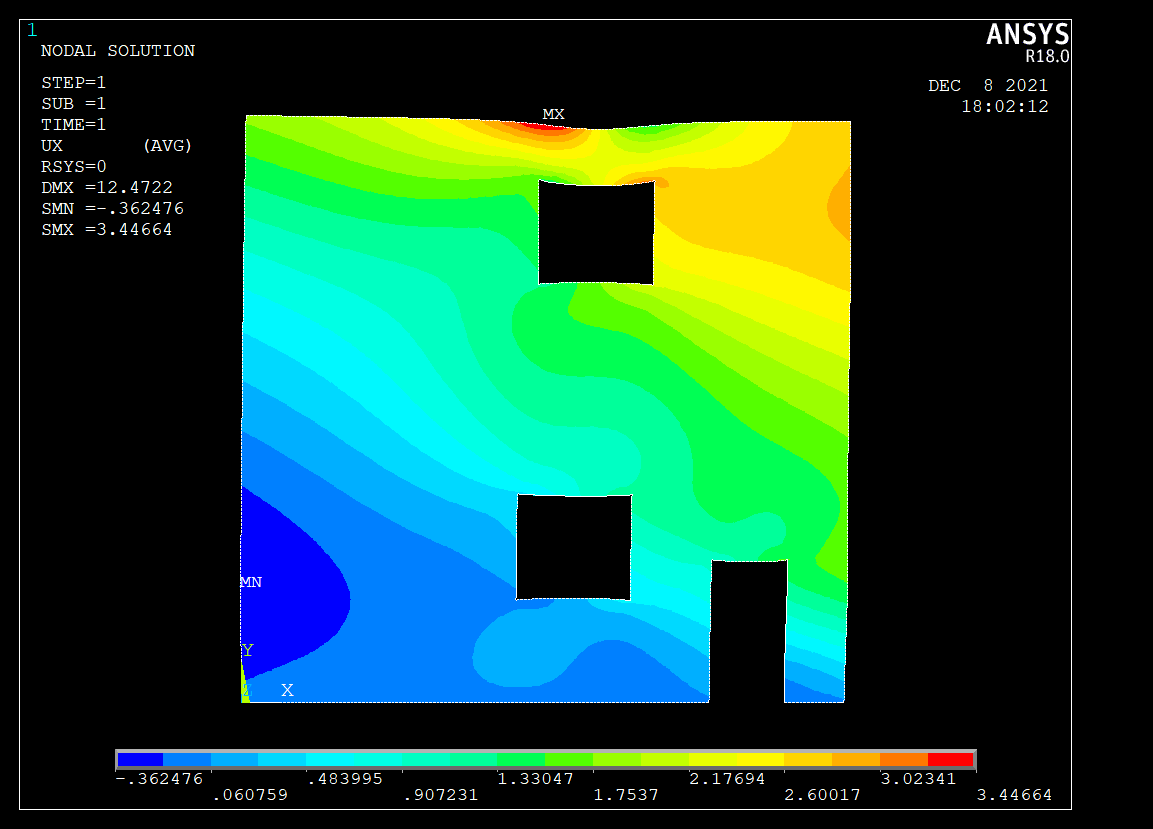 1
ANSYS
R18.0
NODAL SOLUTION
STEP=1
SUB =1
TIME=1
UX (AVG)
RSYS=0
DMX =12.4722
SMN =-.362476
SMX =3.44664
DEC 8 2021
18:02:12
MX
MN
Y
X
-.362476 .483995 1.33047 2.17694 3.02341
.060759 .907231 1.7537 2.60017 3.44664